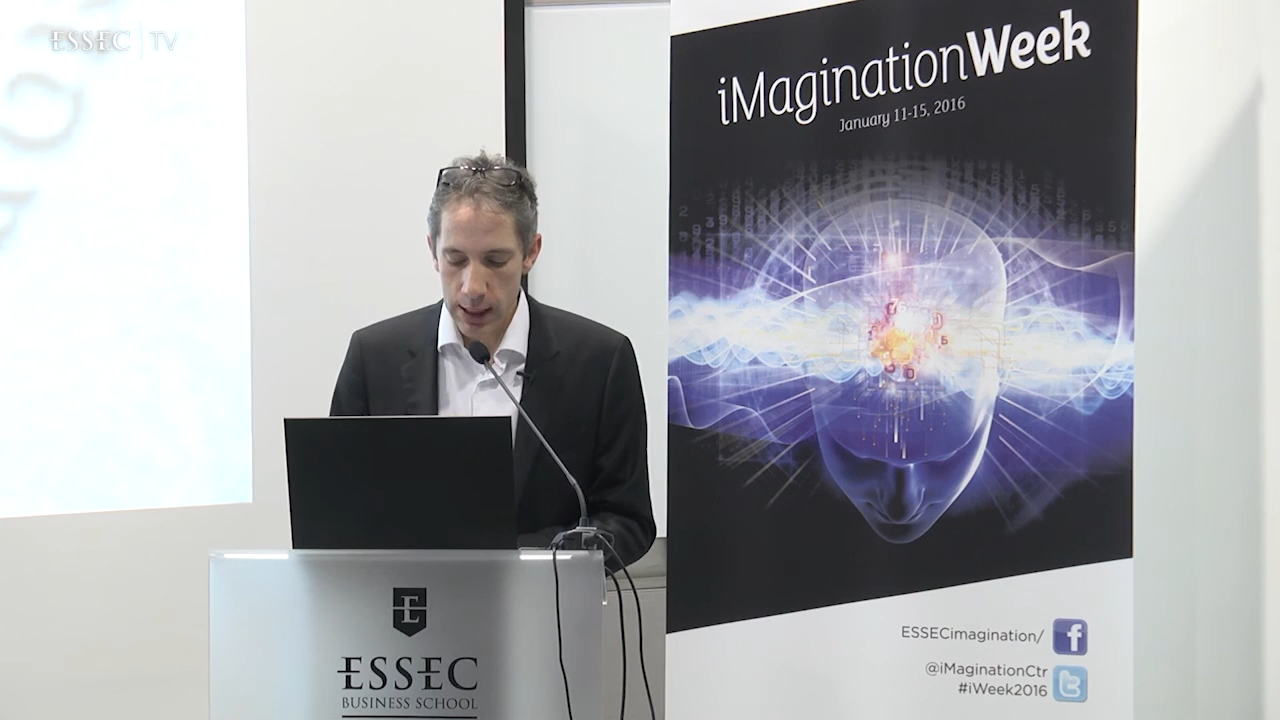 ESSEC | TV
iMaginationWeek
January 11-15, 2016
ESSECimagination/
@iMaginationCtr
#iWeek2016
E
ESSEC
BUSINESS SCHOOL